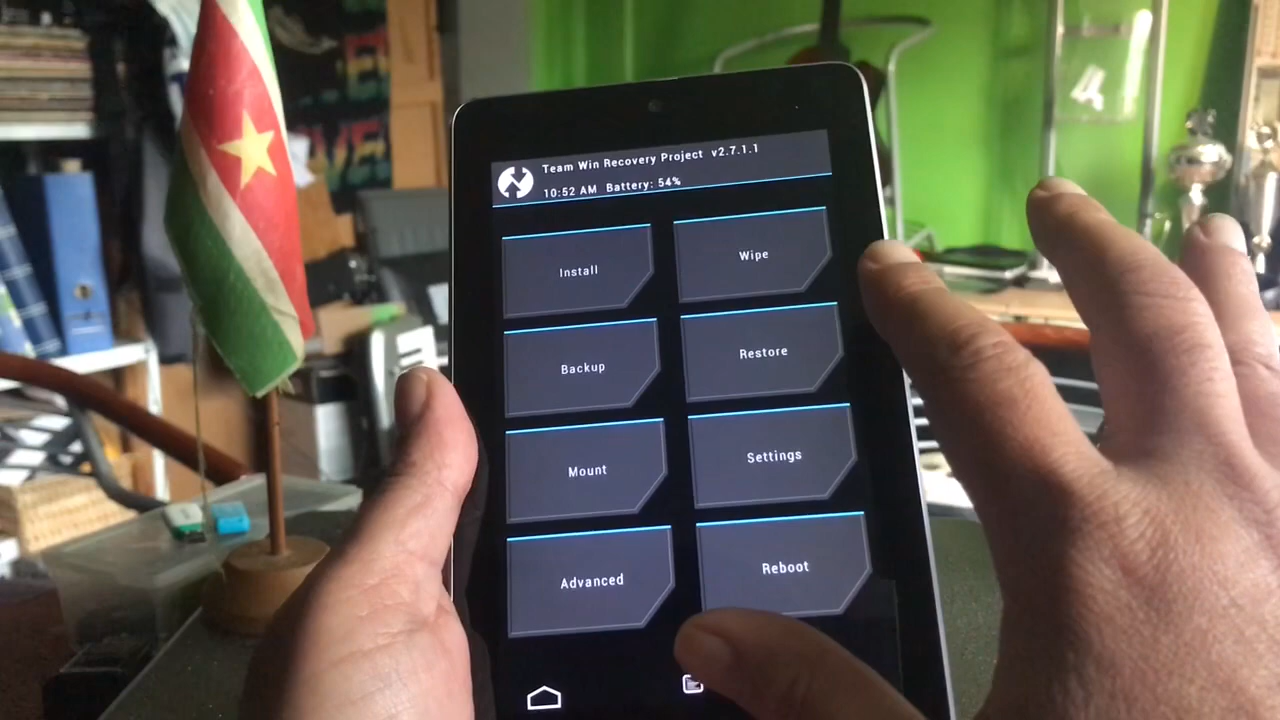 Team Win Recovery Project v2.7.1.1
10:52 AM Battery: 54%
Install
Wipe
Backup
Restore
Mount
Settings
Advanced
Reboot